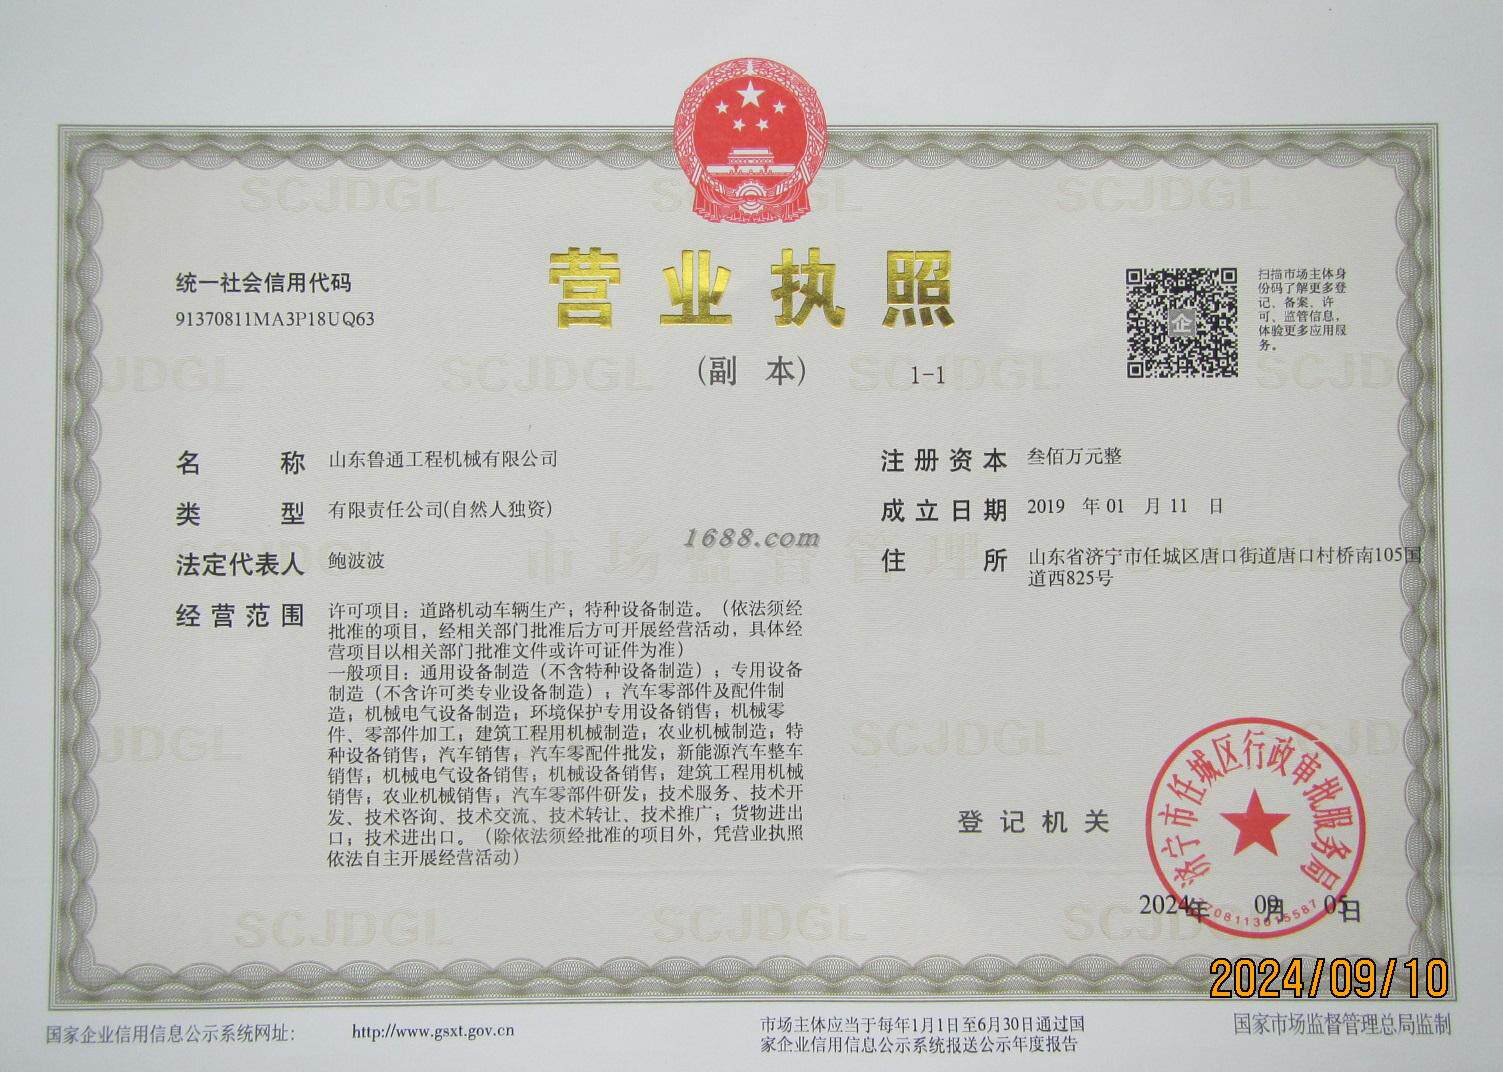 营业执照
(副 本) 1-1
统一社会信用代码
91370811MA3P18UQ63
扫描市场主体身
份码了解更多登
记、备案、许
可、监管信息，
体验更多应用服
务。
名 称 山东鲁通工程机械有限公司
类 型 有限责任公司(自然人独资)
法定代表人 鲍波波
经营范围 许可项目：道路机动车辆生产；特种设备制造。（依法须经
批准的项目，经相关部门批准后方可开展经营活动，具体经
营项目以相关部门批准文件或许可证件为准）
一般项目：通用设备制造（不含特种设备制造）；专用设备
制造（不含许可类专业设备制造）；汽车零部件及配件制
造；机械电气设备制造；环境保护专用设备销售；机械零
件、零部件加工；建筑工程用机械制造；农业机械制造；特
种设备销售；汽车销售；汽车零配件批发；新能源汽车整车
销售；机械电气设备销售；机械设备销售；建筑工程用机械
销售；农业机械销售；汽车零部件研发；技术服务、技术开
发、技术咨询、技术交流、技术转让、技术推广；货物进出
口；技术进出口。（除依法须经批准的项目外，凭营业执照
依法自主开展经营活动）
注册资本 叁佰万元整
成立日期 2019 年 01 月 11 日
住 所 山东省济宁市任城区唐口街道唐口村桥南105国
道西825号
1688.com
市场监督管理
SCJDGL SCJDGL SCJDGL
登记机关
济宁市任城区行政审批服务局
2024年 09月 05日
2024/09/10
国家企业信用信息公示系统网址: http://www.gsxt.gov.cn
市场主体应当于每年1月1日至6月30日通过国
家企业信用信息公示系统报送公示年度报告
国家市场监督管理总局监制